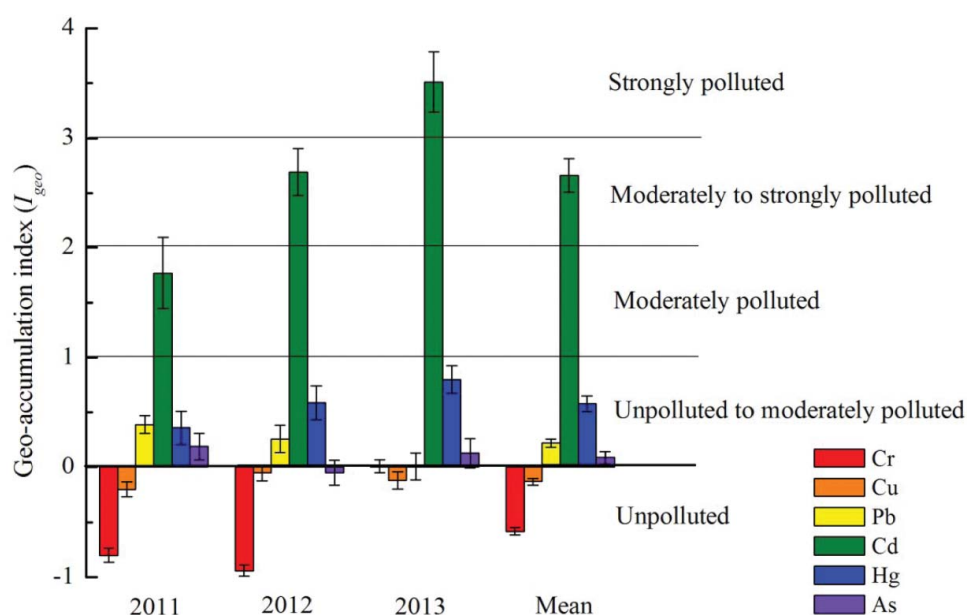 Geo-accumulation index (I_geo)
4
3
2
1
0
-1
Strongly polluted
Moderately to strongly polluted
Moderately polluted
Unpolluted to moderately polluted
Unpolluted
2011 2012 2013 Mean
Cr
Cu
Pb
Cd
Hg
As